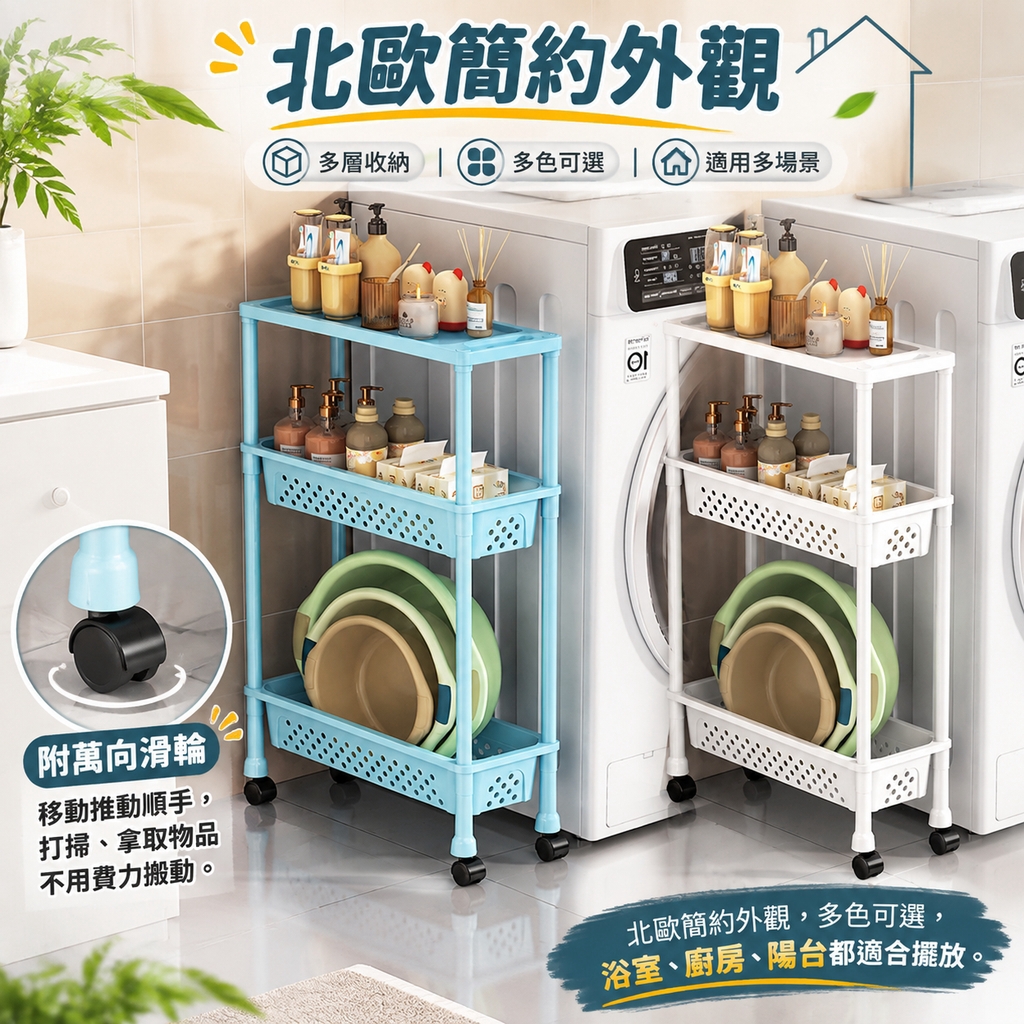 北歐簡約外觀
多層收納 | 多色可選 | 適用多場景
附萬向滑輪
移動推動順手，
打掃、拿取物品
不用費力搬動。
北歐簡約外觀，多色可選，
浴室、廚房、陽台都適合擺放。